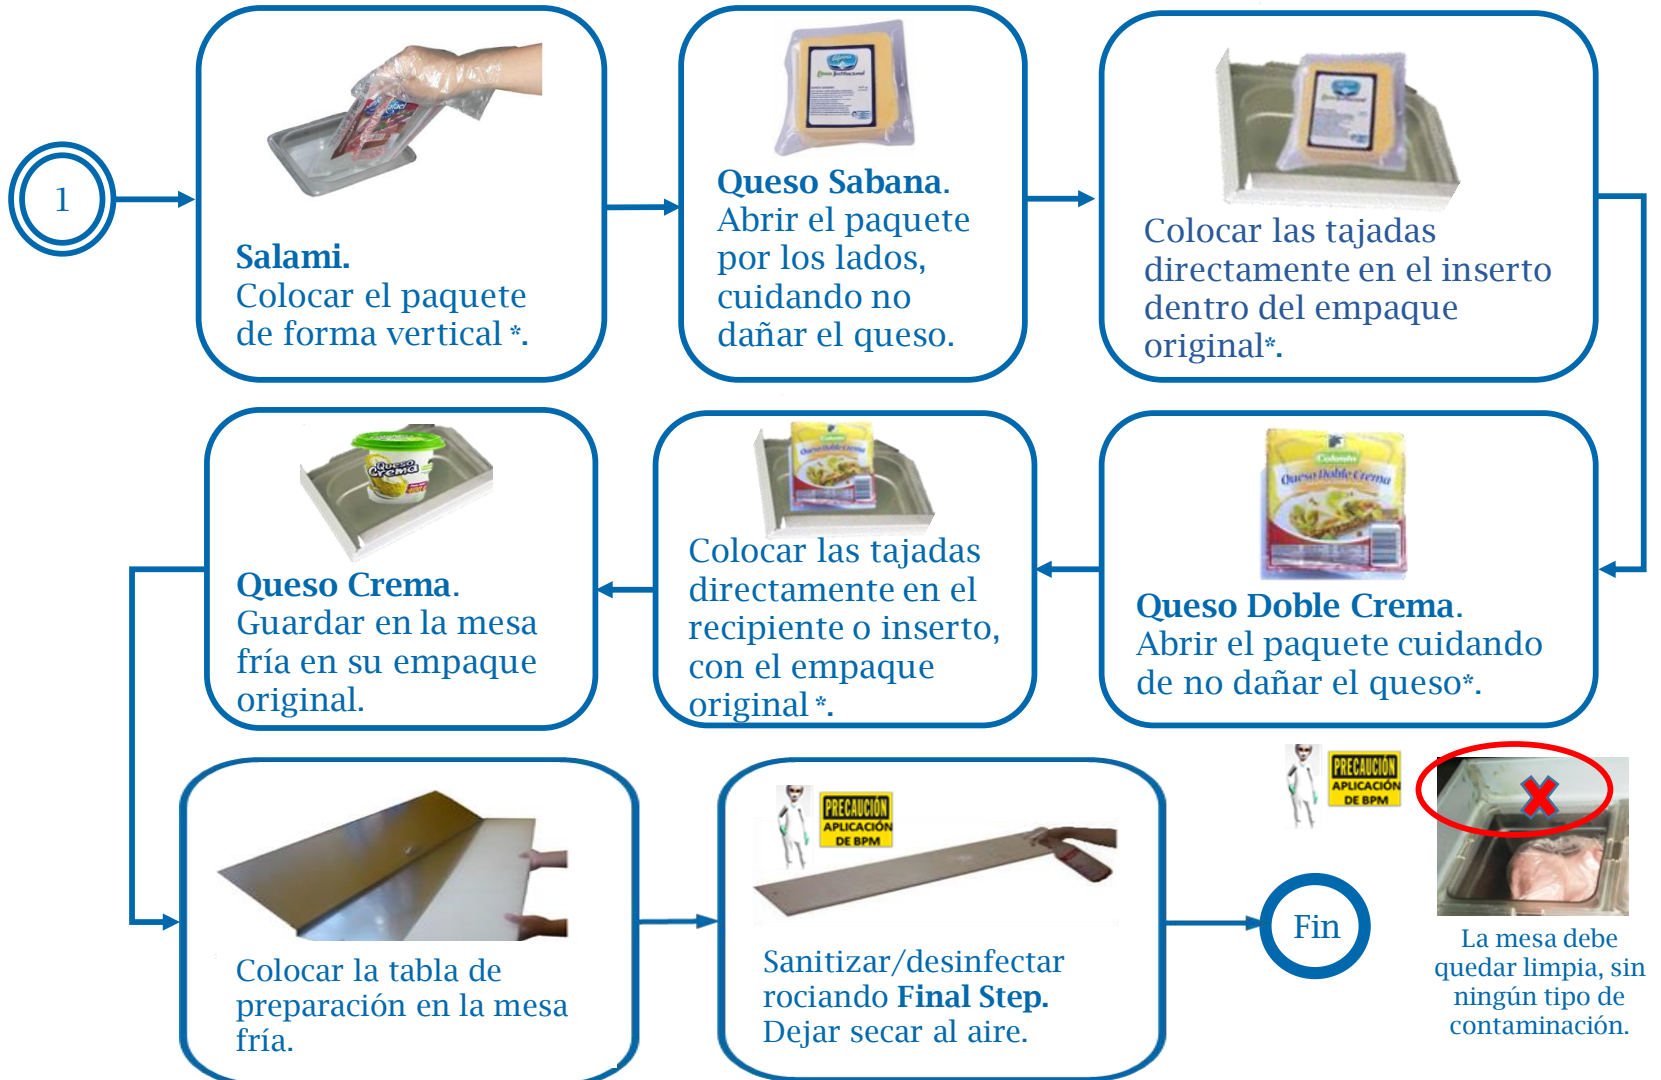 1
Salami.
Colocar el paquete
de forma vertical *.
Queso Sabana.
Abrir el paquete
por los lados,
cuidando no
dañar el queso.
Colocar las tajadas
directamente en el inserto
dentro del empaque
original*.
Colanta
Queso Doble Crema
Queso Doble Crema.
Abrir el paquete cuidando
de no dañar el queso*.
Colanta
Queso Doble Crema
Colocar las tajadas
directamente en el
recipiente o inserto,
con el empaque
original *.
Queso
Crema
Queso Crema.
Guardar en la mesa
fría en su empaque
original.
Colocar la tabla de
preparación en la mesa
fría.
PRECAUCIÓN
APLICACIÓN
DE BPM
Sanitizar/desinfectar
rociando Final Step.
Dejar secar al aire.
Fin
PRECAUCIÓN
APLICACIÓN
DE BPM
La mesa debe
quedar limpia, sin
ningún tipo de
contaminación.